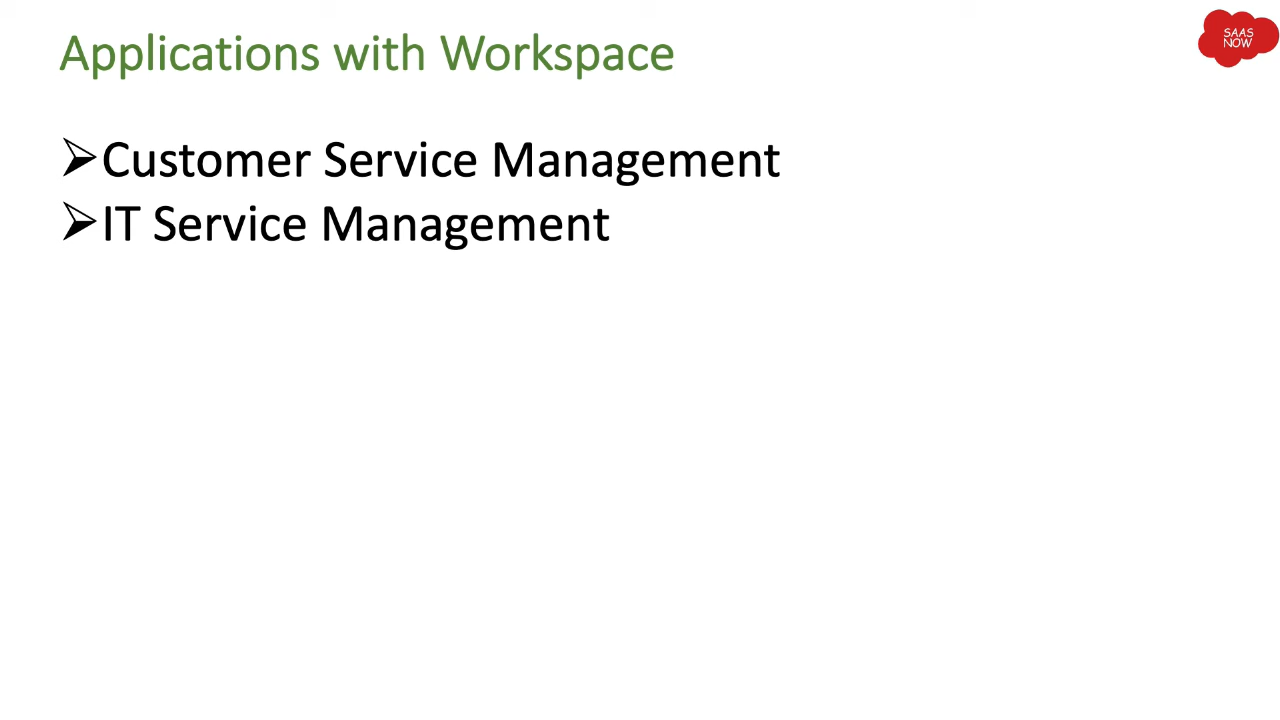 Applications with Workspace
SAAS
NOW
➢Customer Service Management
➢IT Service Management